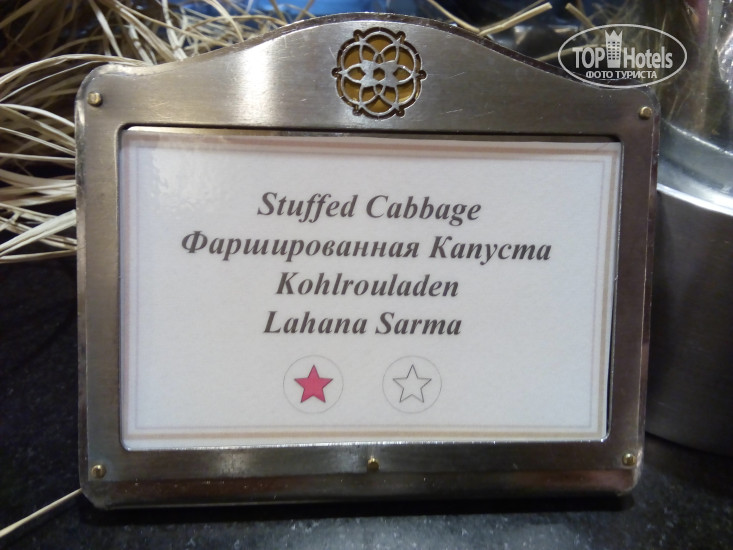 TOP Hotels
ФОТО ТУРИСТА
Stuffed Cabbage
Фаршированная Капуста
Kohlrouladen
Lahana Sarma